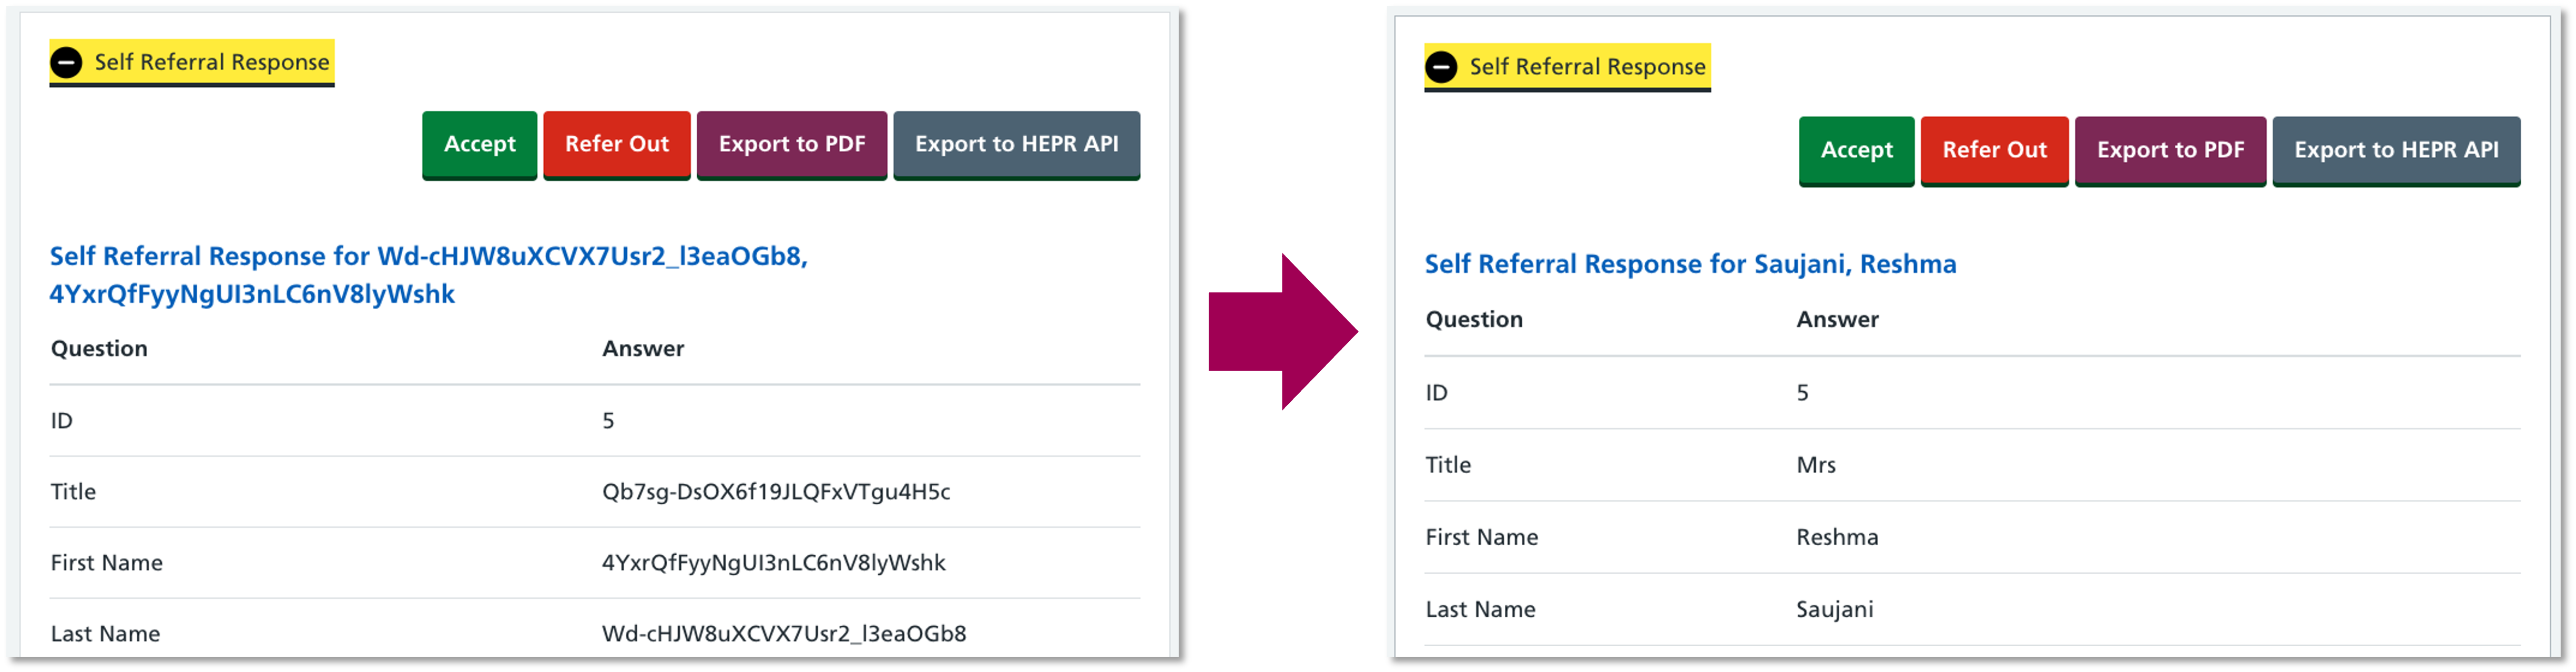 Self Referral Response
Accept Refer Out Export to PDF Export to HEPR API
Self Referral Response for Wd-cHJW8uXCVX7Usr2_l3eaOGb8,
4YxrQfFyyNgUI3nLC6nV8lyWshk
Question Answer
ID 5
Title Qb7sg-DsOX6f19JLQFxVTgu4H5c
First Name 4YxrQfFyyNgUI3nLC6nV8lyWshk
Last Name Wd-cHJW8uXCVX7Usr2_l3eaOGb8
Self Referral Response
Accept Refer Out Export to PDF Export to HEPR API
Self Referral Response for Saujani, Reshma
Question Answer
ID 5
Title Mrs
First Name Reshma
Last Name Saujani